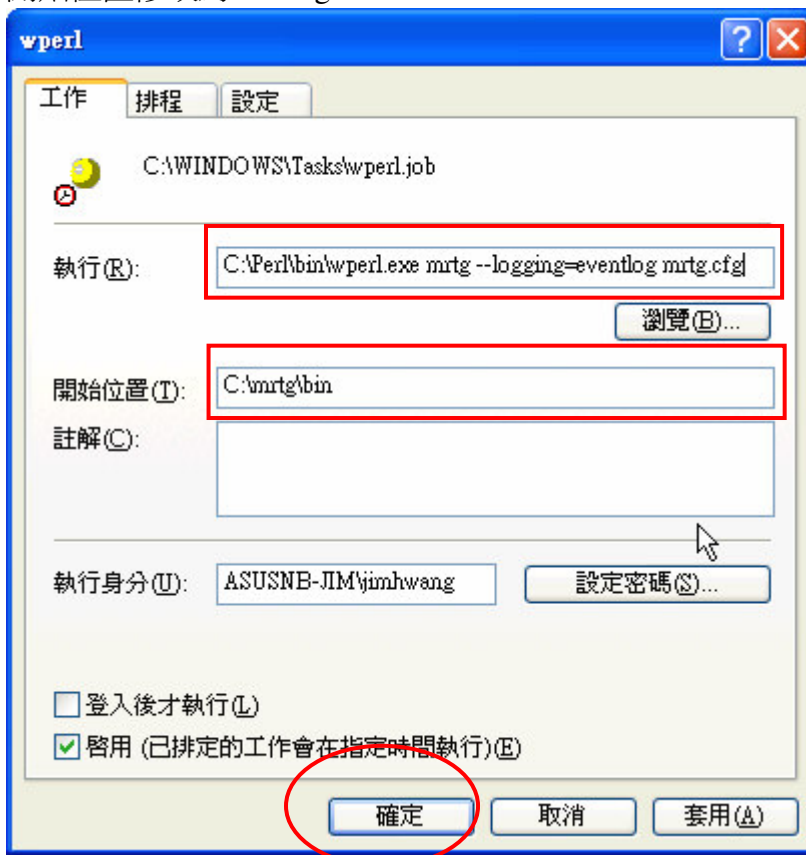 wperl
工作 排程 設定
C:\WINDOWS\Tasks\wperl.job
執行(R): C:\Perl\bin\wperl.exe mrtg --logging=eventlog mrtg.cfg
瀏覽(B)...
開始位置(T): C:\mrtg\bin
註解(C):
執行身分(U): ASUSNB-JIM\jimhwang 設定密碼(S)...
登入後才執行(L)
啓用 (已排定的工作會在指定時間執行)(E)
確定 取消 套用(A)